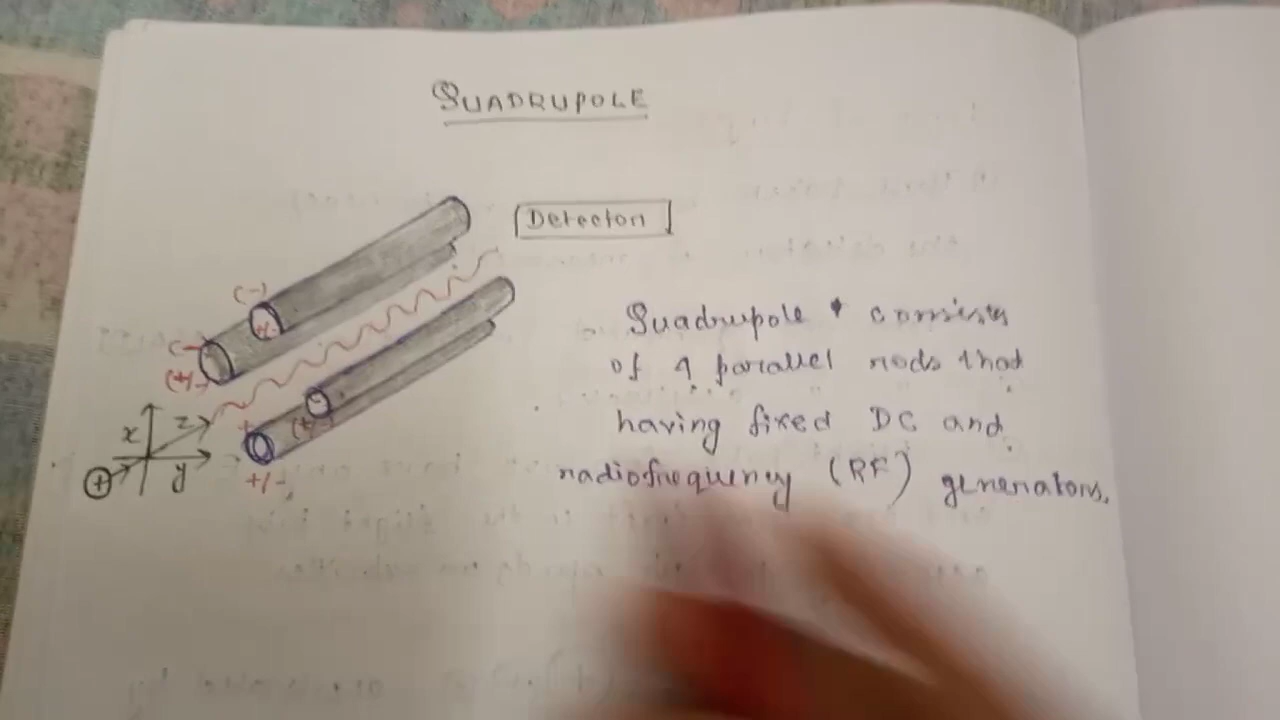 QUADRUPOLE
Detector
(-)
+/-
(-
(+/-
x
z
y
+
+
(+
+/-
Quadrupole consists
of 4 parallel rods that
having fixed DC and
radiofrequency (RF) generators.